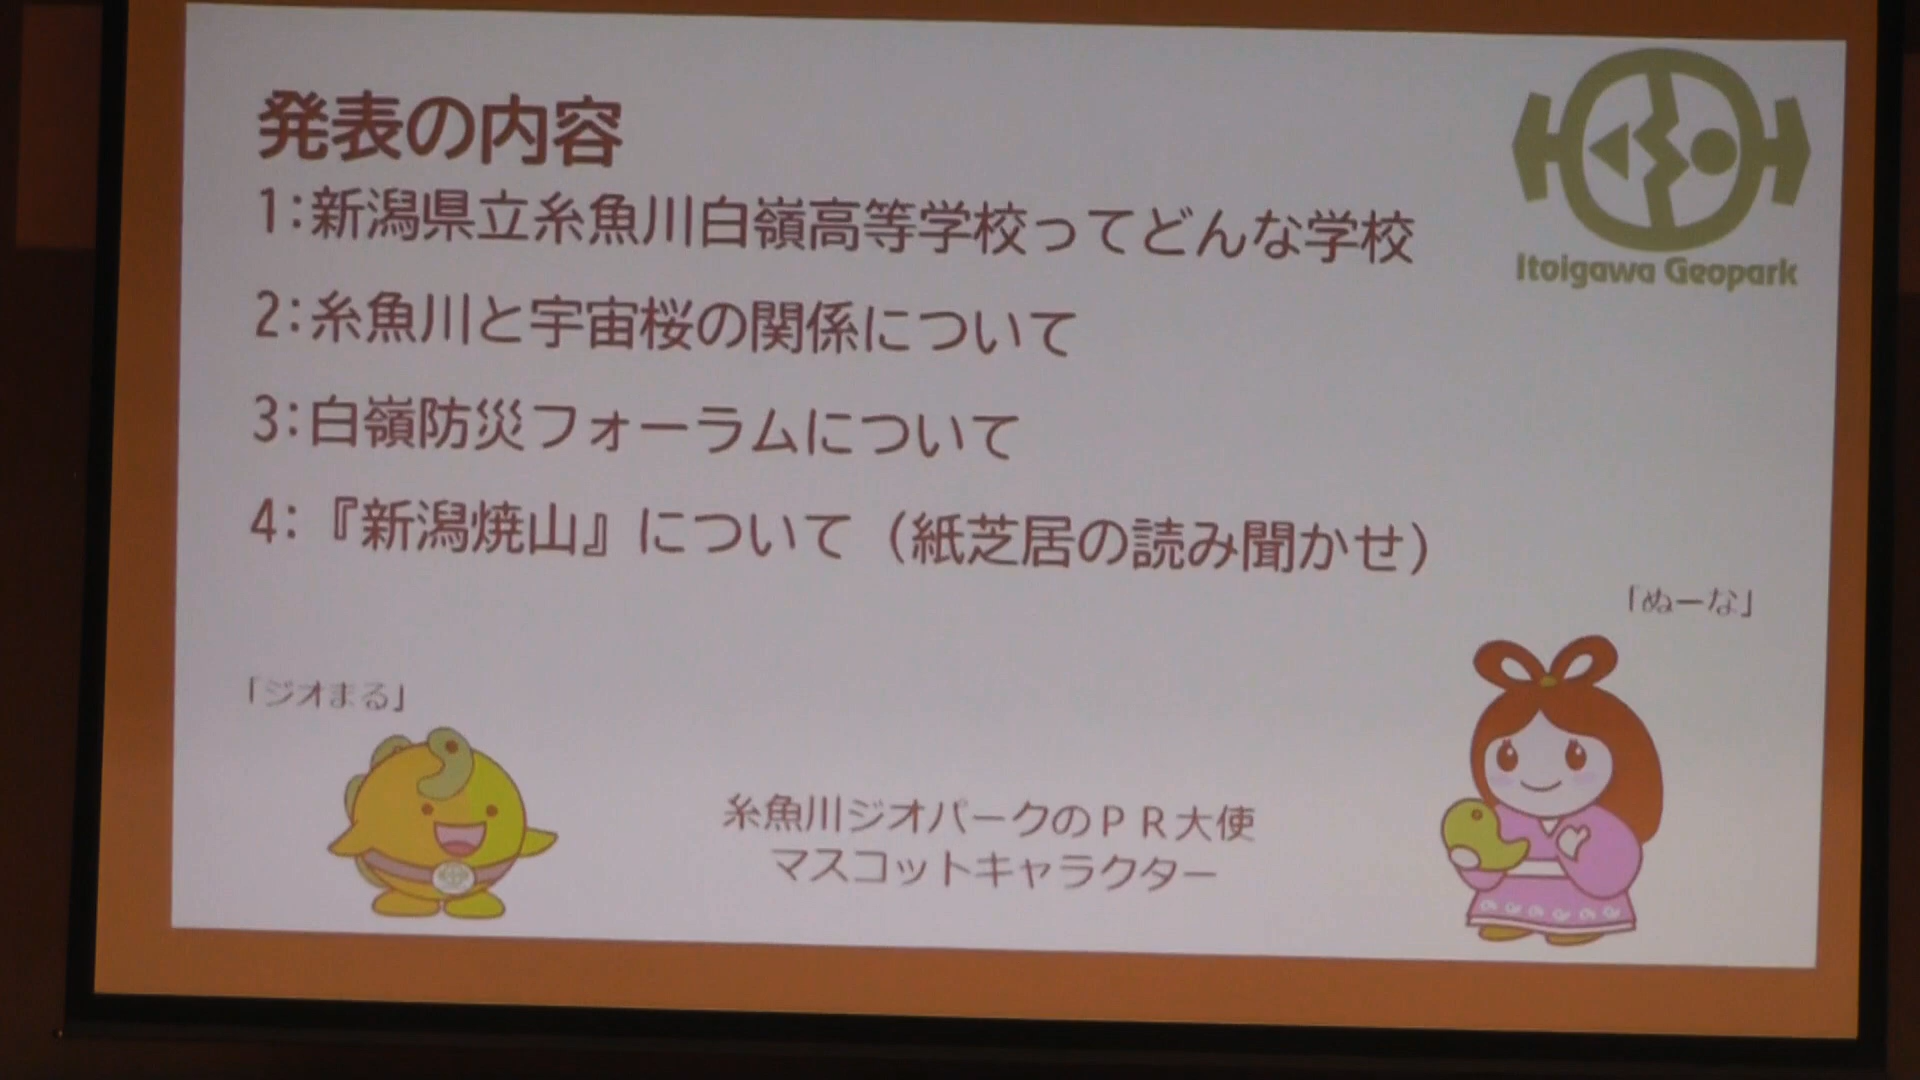 発表の内容
1:新潟県立糸魚川白嶺高等学校ってどんな学校
2:糸魚川と宇宙桜の関係について
3:白嶺防災フォーラムについて
4:『新潟焼山』について（紙芝居の読み聞かせ）
Itoigawa Geopark
「ぬーな」
「ジオまる」
糸魚川ジオパークのＰＲ大使
マスコットキャラクター